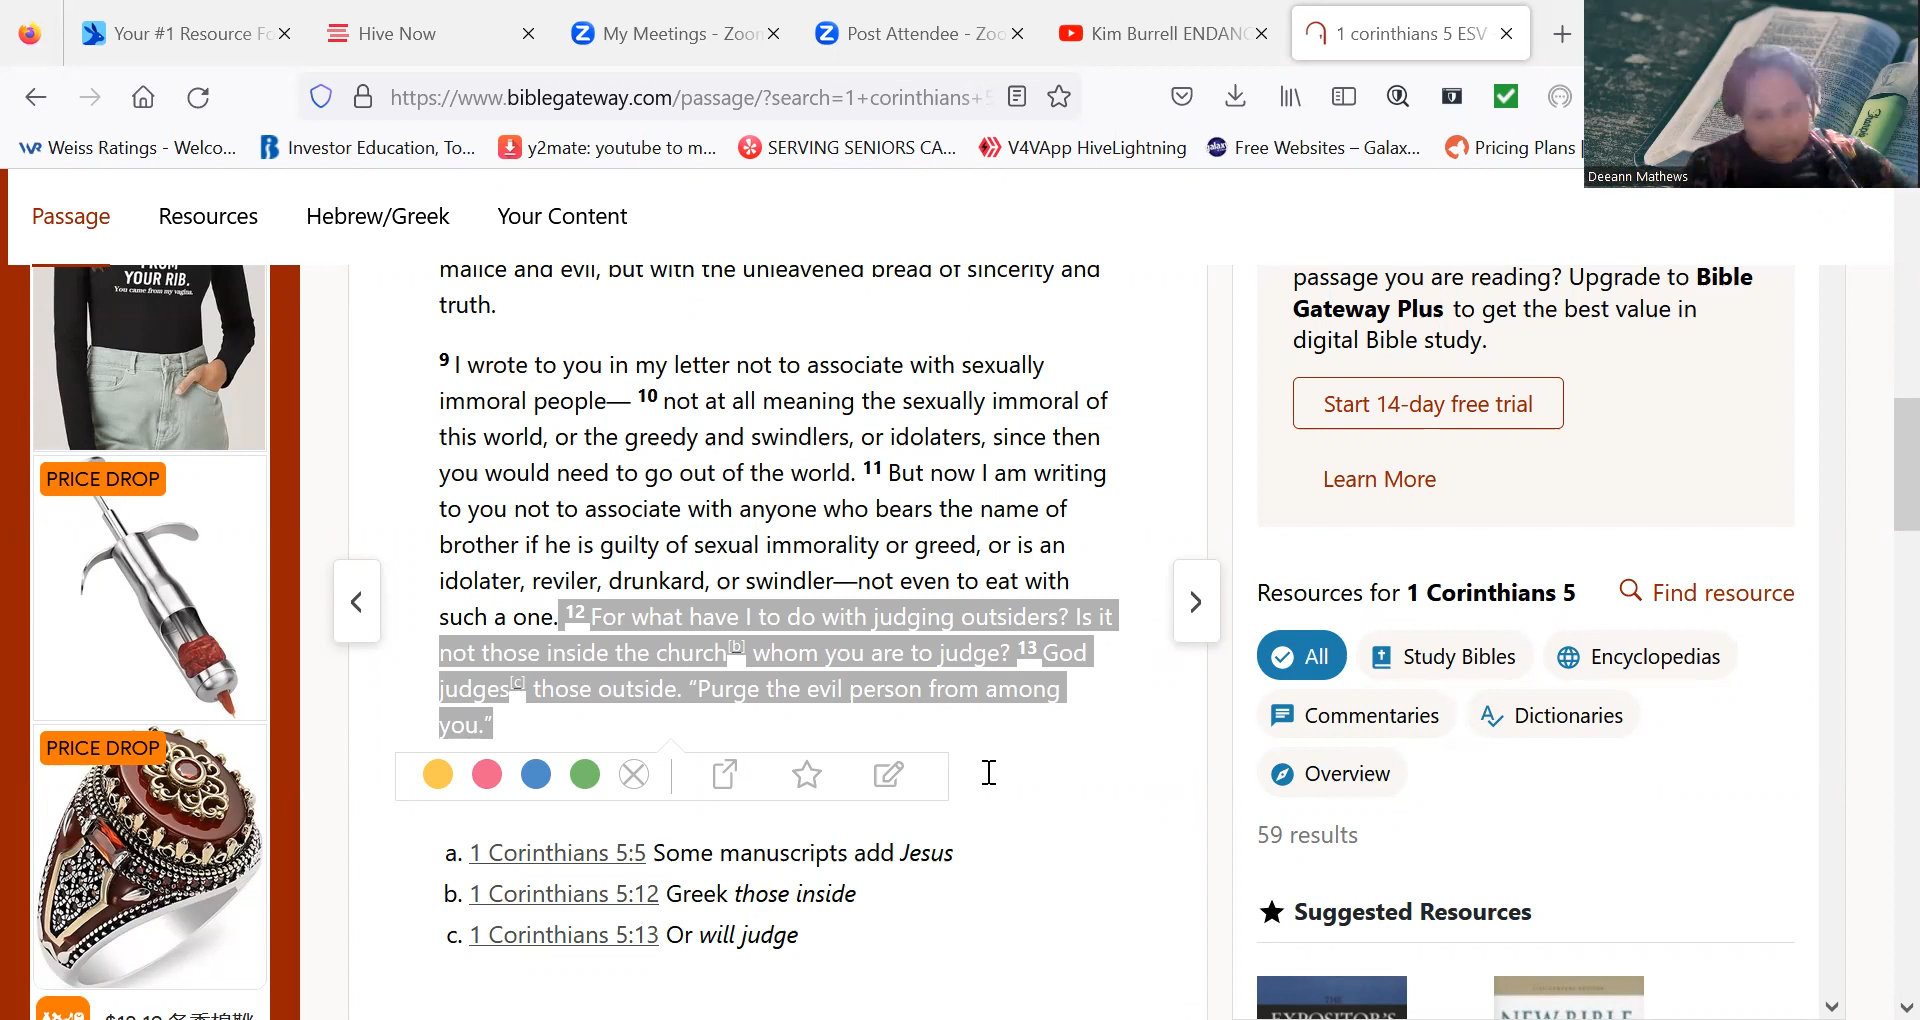 Your #1 Resource Fo
Hive Now
My Meetings - Zoom
Post Attendee - Zoo
Kim Burrell ENDANG
1 corinthians 5 ESV -
https://www.biblegateway.com/passage/?search=1+corinthians+5
Weiss Ratings - Welco...
Investor Education, To...
y2mate: youtube to m...
SERVING SENIORS CA...
V4VApp HiveLightning
Free Websites – Galax...
Pricing Plans
Deeann Mathews
Passage
Resources
Hebrew/Greek
Your Content
YOUR RIB.
You came from my vagina.
PRICE DROP
PRICE DROP
malice and evil, but with the unleavened bread of sincerity and
truth.
9 I wrote to you in my letter not to associate with sexually
immoral people— 10 not at all meaning the sexually immoral of
this world, or the greedy and swindlers, or idolaters, since then
you would need to go out of the world. 11 But now I am writing
to you not to associate with anyone who bears the name of
brother if he is guilty of sexual immorality or greed, or is an
idolater, reviler, drunkard, or swindler—not even to eat with
such a one. 12 For what have I to do with judging outsiders? Is it
not those inside the church[b] whom you are to judge? 13 God
judges[c] those outside. “Purge the evil person from among
you.”
a. 1 Corinthians 5:5 Some manuscripts add Jesus
b. 1 Corinthians 5:12 Greek those inside
c. 1 Corinthians 5:13 Or will judge
passage you are reading? Upgrade to Bible
Gateway Plus to get the best value in
digital Bible study.
Start 14-day free trial
Learn More
Resources for 1 Corinthians 5
Find resource
All
Study Bibles
Encyclopedias
Commentaries
Dictionaries
Overview
59 results
Suggested Resources
THE
EXPOSITOR'S
NEW BIBLE